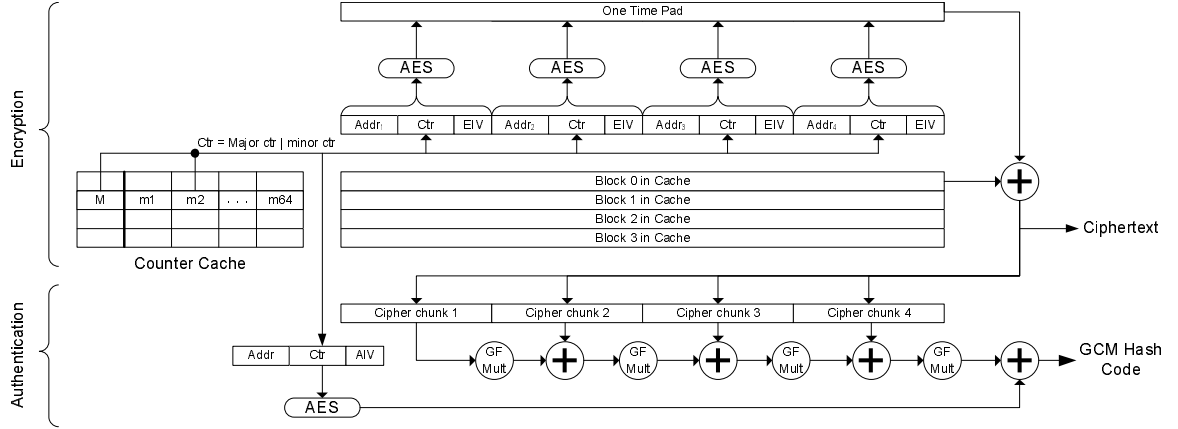 One Time Pad
AES AES AES AES
Addr1 Ctr EIV Addr2 Ctr EIV Addr3 Ctr EIV Addr4 Ctr EIV
Encryption
Ctr = Major ctr | minor ctr
M m1 m2 . . . m64
Counter Cache
Block 0 in Cache
Block 1 in Cache
Block 2 in Cache
Block 3 in Cache
Ciphertext
Authentication
Cipher chunk 1 Cipher chunk 2 Cipher chunk 3 Cipher chunk 4
Addr Ctr AIV
AES
GF
Mult
GF
Mult
GF
Mult
GF
Mult
GCM Hash
Code